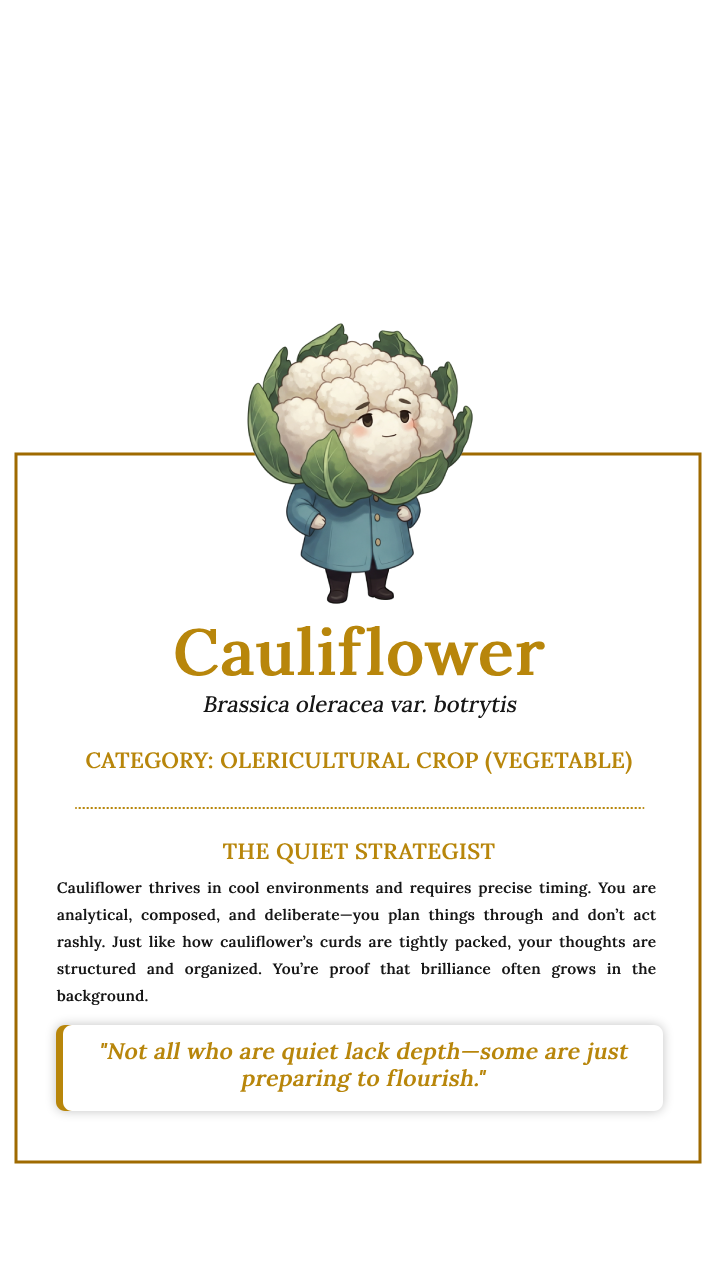 Cauliflower
Brassica oleracea var. botrytis
CATEGORY: OLERICULTURAL CROP (VEGETABLE)
THE QUIET STRATEGIST
Cauliflower thrives in cool environments and requires precise timing. You are
analytical, composed, and deliberate—you plan things through and don’t act
rashly. Just like how cauliflower’s curds are tightly packed, your thoughts are
structured and organized. You’re proof that brilliance often grows in the
background.
"Not all who are quiet lack depth—some are just
preparing to flourish."